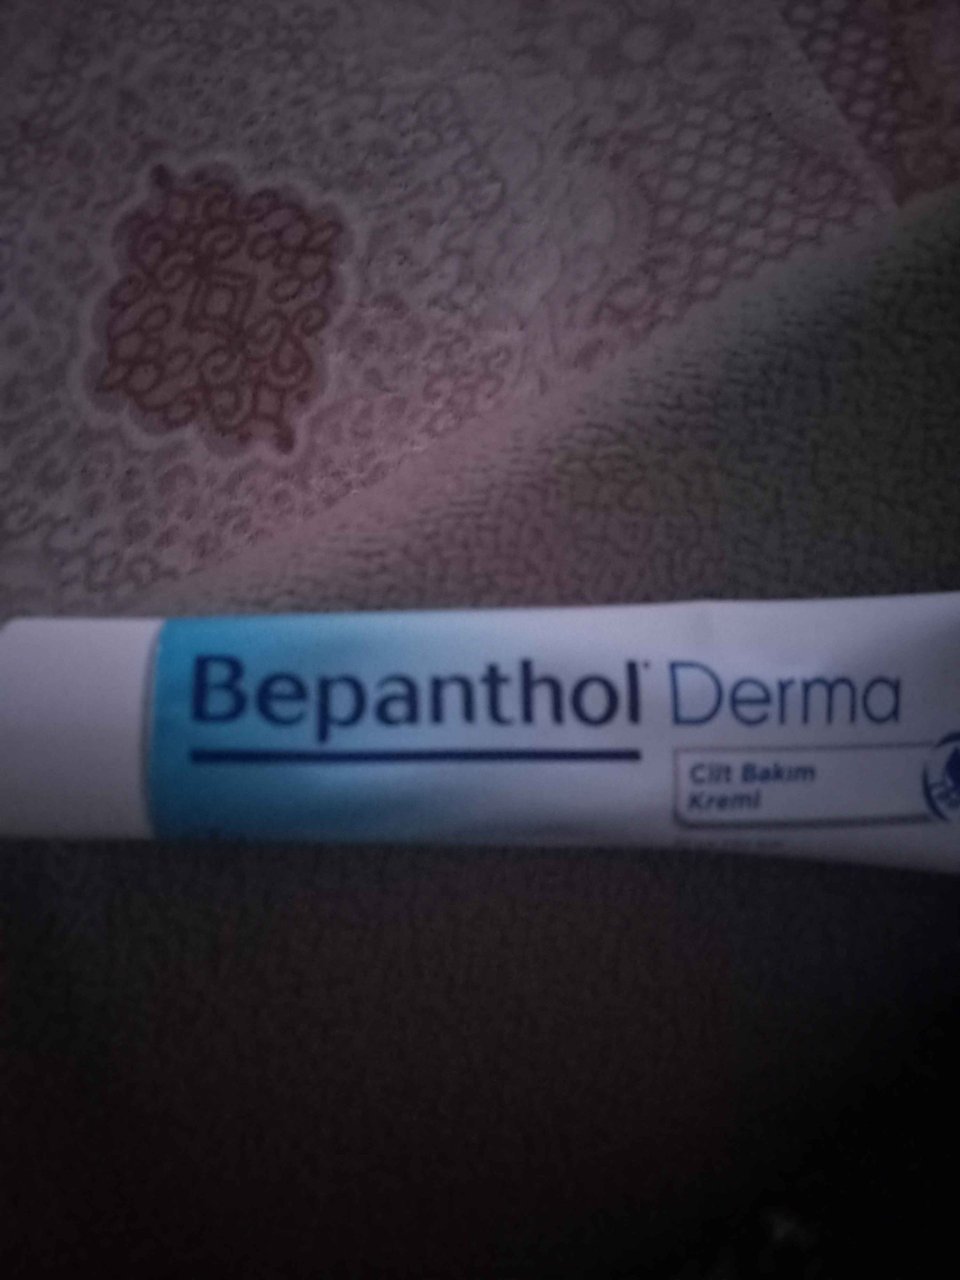 Bepanthol Derma
Cilt Bakım
Kremi